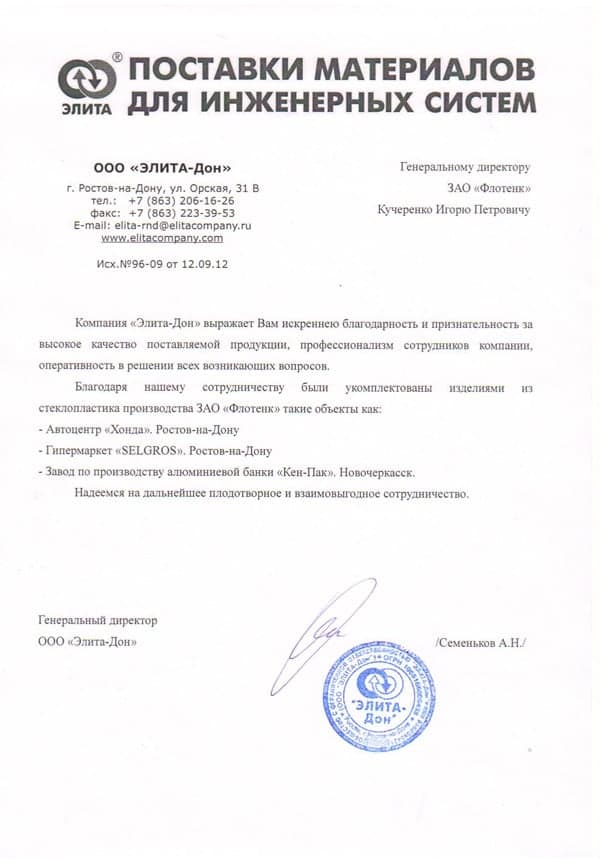 ®
ЭЛИТА
ПОСТАВКИ МАТЕРИАЛОВ
ДЛЯ ИНЖЕНЕРНЫХ СИСТЕМ
ООО «ЭЛИТА-Дон»
г. Ростов-на-Дону, ул. Орская, 31 В
тел.: +7 (863) 206-16-26
факс: +7 (863) 223-39-53
E-mail: elita-rnd@elitacompany.ru
www.elitacompany.com
Исх.№96-09 от 12.09.12
Генеральному директору
ЗАО «Флотенк»
Кучеренко Игорю Петровичу
Компания «Элита-Дон» выражает Вам искреннею благодарность и признательность за
высокое качество поставляемой продукции, профессионализм сотрудников компании,
оперативность в решении всех возникающих вопросов.
Благодаря нашему сотрудничеству были укомплектованы изделиями из
стеклопластика производства ЗАО «Флотенк» такие объекты как:
- Автоцентр «Хонда». Ростов-на-Дону
- Гипермаркет «SELGROS». Ростов-на-Дону
- Завод по производству алюминиевой банки «Кен-Пак». Новочеркасск.
Надеемся на дальнейшее плодотворное и взаимовыгодное сотрудничество.
Генеральный директор
ООО «Элита-Дон»
/Семеньков А.Н./
"ЭЛИТА-
Дон"